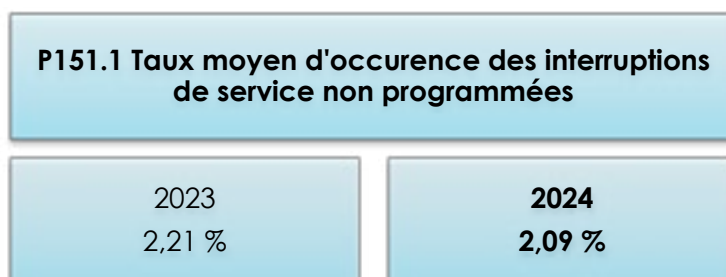 P151.1 Taux moyen d'occurence des interruptions
de service non programmées
2023
2,21 %
2024
2,09 %